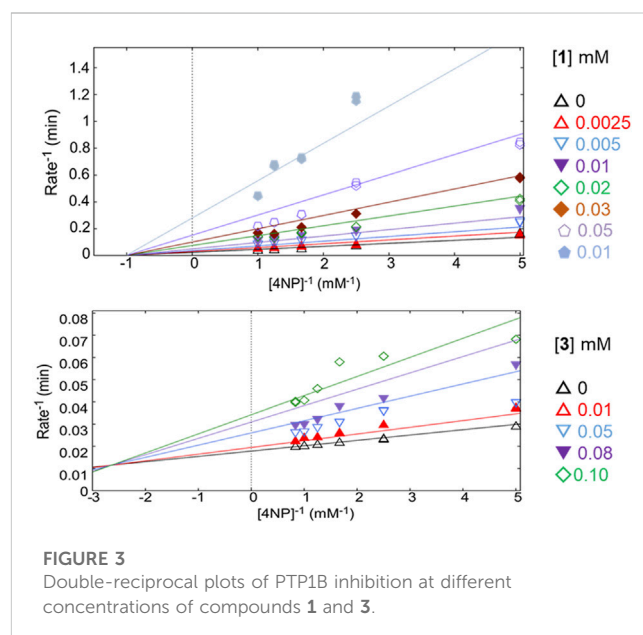 [1] mM
1.4
1.2
1
0.8
0.6
0.4
0.2
0
Rate⁻¹ (min)
-1 0 1 2 3 4 5
[4NP]⁻¹ (mM⁻¹)
0
0.0025
0.005
0.01
0.02
0.03
0.05
0.01
[3] mM
0.08
0.07
0.06
0.05
0.04
0.03
0.02
0.01
0
Rate⁻¹ (min)
-3 -2 -1 0 1 2 3 4 5
[4NP]⁻¹ (mM⁻¹)
0
0.01
0.05
0.08
0.10
FIGURE 3
Double-reciprocal plots of PTP1B inhibition at different
concentrations of compounds 1 and 3.